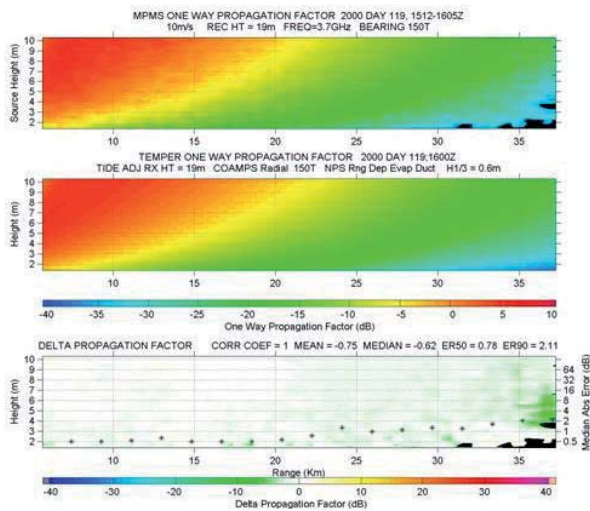 MPMS ONE WAY PROPAGATION FACTOR 2000 DAY 119, 1512-1605Z
10m/s REC HT = 19m FREQ=3.7GHz BEARING 150T
Source Height (m)
10
9
8
7
6
5
4
3
2
10 15 20 25 30 35
TEMPER ONE WAY PROPAGATION FACTOR 2000 DAY 119;1600Z
TIDE ADJ RX HT = 19m COAMPS Radial 150T NPS Rng Dep Evap Duct H1/3 = 0.6m
Height (m)
10
9
8
7
6
5
4
3
2
10 15 20 25 30 35
-40 -35 -30 -25 -20 -15 -10 -5 0 5 10
One Way Propagation Factor (dB)
DELTA PROPAGATION FACTOR CORR COEF = 1 MEAN = -0.75 MEDIAN = -0.62 ER50 = 0.78 ER90 = 2.11
Height (m)
10
9
8
7
6
5
4
3
2
64
32
16
8
4
2
1
0.5
Median Abs Error (dB)
10 15 20 25 30 35
Range (Km)
-40 -30 -20 -10 0 10 20 30 40
Delta Propagation Factor (dB)